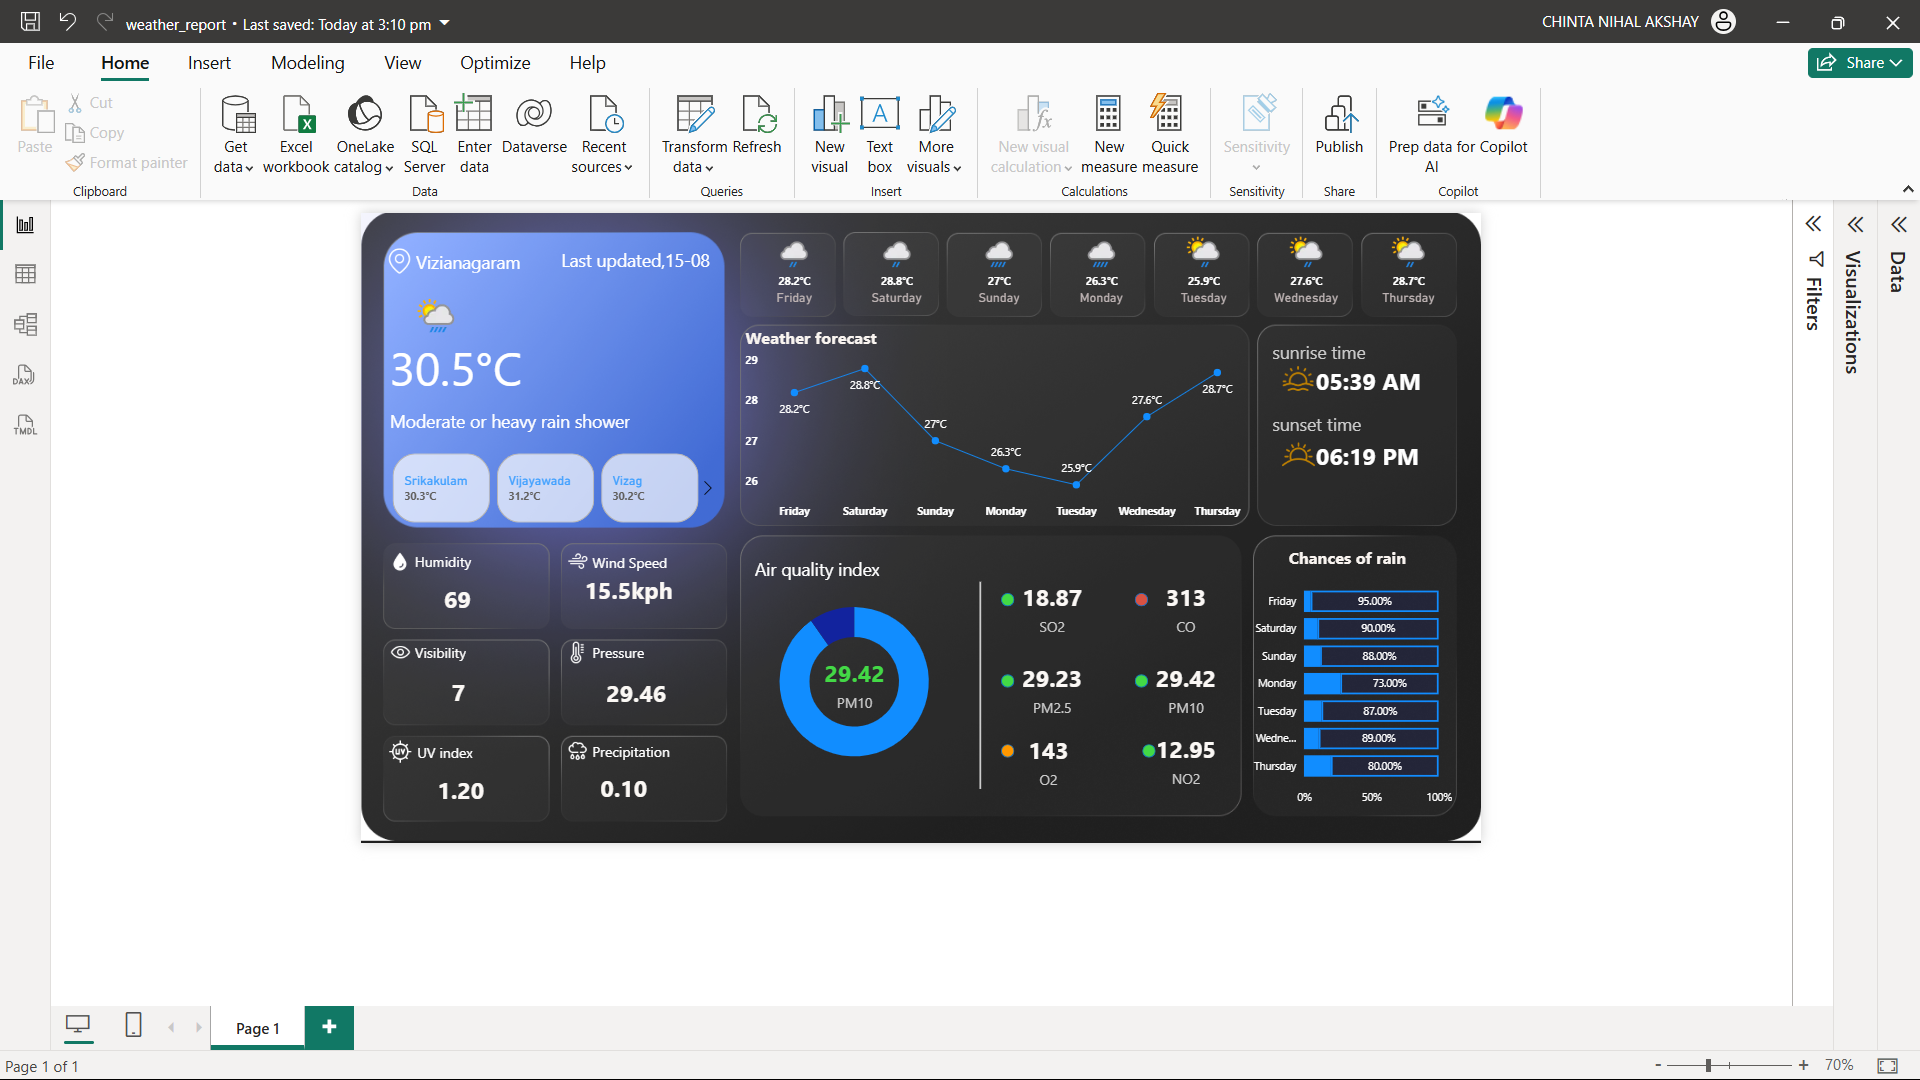 weather_report • Last saved: Today at 3:10 pm
CHINTA NIHAL AKSHAY
File Home Insert Modeling View Optimize Help
Share
Paste
Cut
Copy
Format painter
Clipboard
Get data
Excel workbook
OneLake catalog
SQL Server
Enter data
Dataverse
Recent sources
Data
Transform data
Refresh
Queries
New visual
Text box
More visuals
Insert
New visual calculation
New measure
Quick measure
Calculations
Sensitivity
Sensitivity
Publish
Share
Prep data for AI
Copilot
Copilot
DAX
TMDL
Vizianagaram
Last updated,15-08
30.5°C
Moderate or heavy rain shower
Srikakulam
30.3°C
Vijayawada
31.2°C
Vizag
30.2°C
28.2°C
Friday
28.8°C
Saturday
27°C
Sunday
26.3°C
Monday
25.9°C
Tuesday
27.6°C
Wednesday
28.7°C
Thursday
Weather forecast
29
28
27
26
28.2°C
28.8°C
27°C
26.3°C
25.9°C
27.6°C
28.7°C
Friday Saturday Sunday Monday Tuesday Wednesday Thursday
sunrise time
05:39 AM
sunset time
06:19 PM
Humidity
69
Wind Speed
15.5kph
Visibility
7
Pressure
29.46
UV
UV index
1.20
Precipitation
0.10
Air quality index
29.42
PM10
18.87
SO2
313
CO
29.23
PM2.5
29.42
PM10
143
O2
12.95
NO2
Chances of rain
Friday 95.00%
Saturday 90.00%
Sunday 88.00%
Monday 73.00%
Tuesday 87.00%
Wedne... 89.00%
Thursday 80.00%
0% 50% 100%
Filters
Visualizations
Data
Page 1
Page 1 of 1
- + 70%